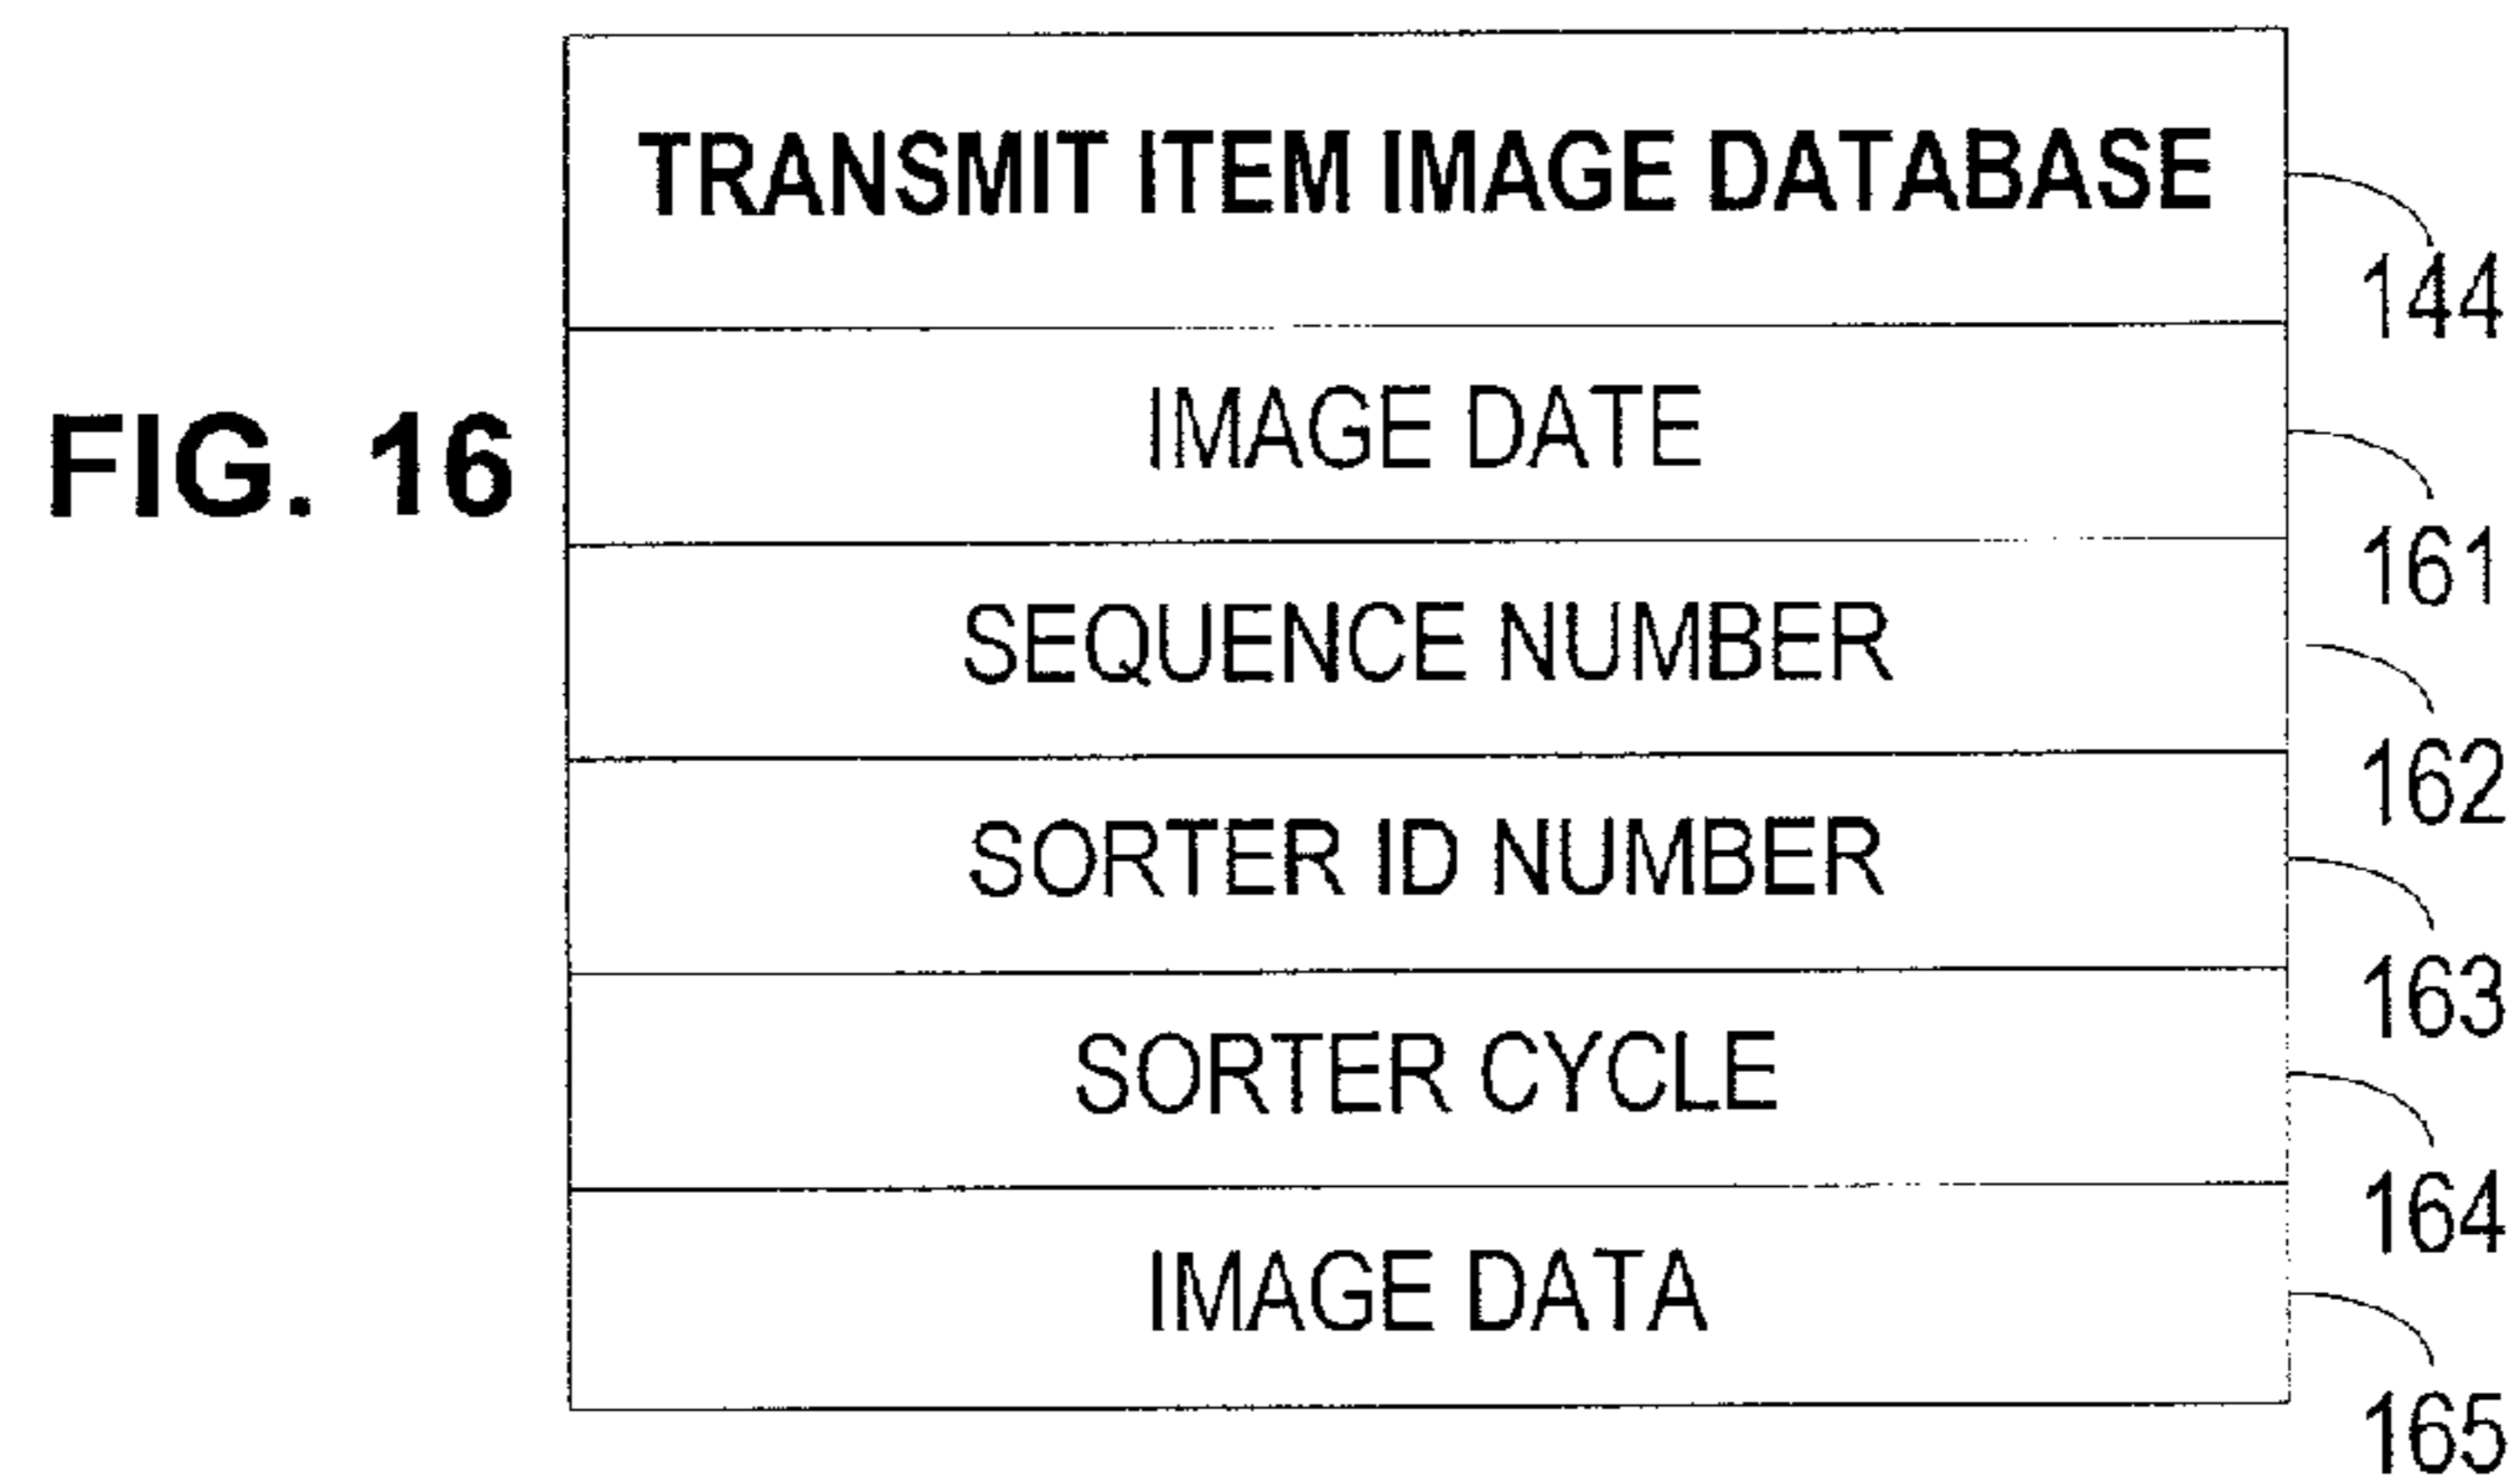 TRANSMIT ITEM IMAGE DATABASE
144
IMAGE DATE
FIG. 16
161
SEQUENCE NUMBER
162
SORTER ID NUMBER
163
SORTER CYCLE
164
IMAGE DATA
165